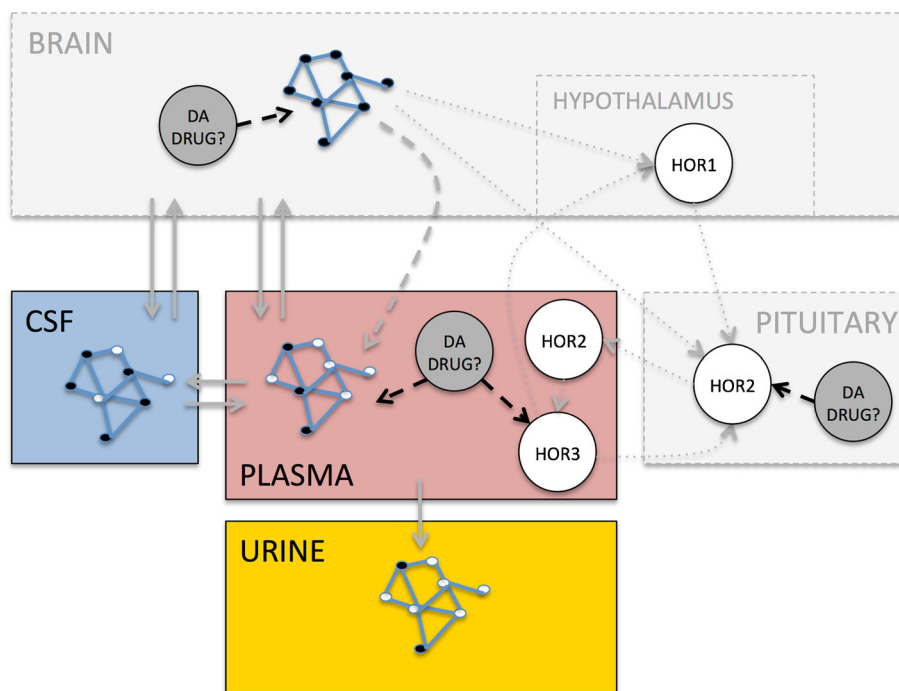 BRAIN
DA
DRUG?
HYPOTHALAMUS
HOR1
CSF
PLASMA
DA
DRUG?
HOR2
HOR3
PITUITARY
HOR2
DA
DRUG?
URINE